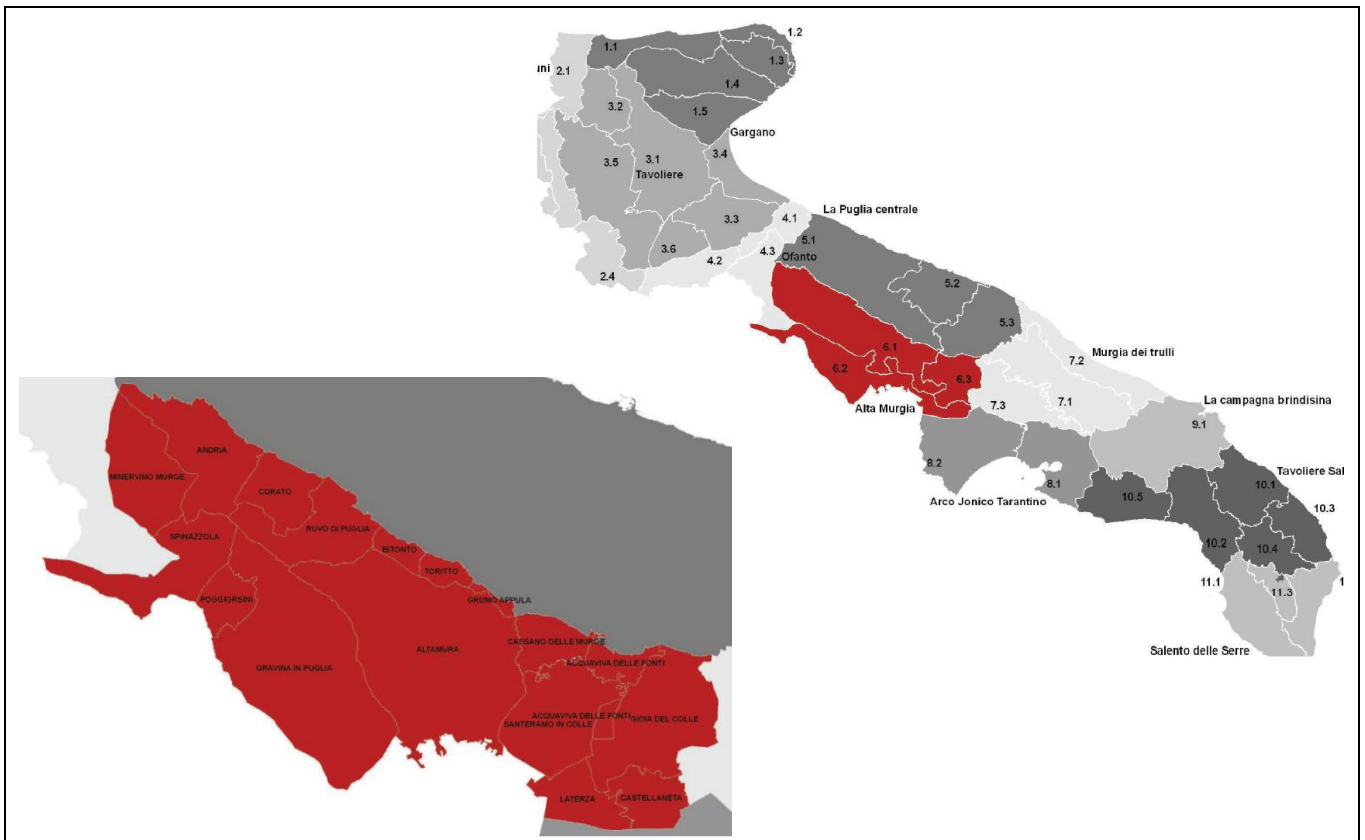 1.2
1.1
1.3
uni
2.1
1.4
3.2
1.5
Gargano
3.4
3.5
3.1
Tavoliere
La Puglia centrale
3.3
4.1
5.1
3.6
4.3
Ofanto
4.2
2.4
5.2
5.3
6.1
7.2
Murgia dei trulli
6.2
6.3
La campagna brindisina
7.3
7.1
Alta Murgia
9.1
8.2
Tavoliere Sal
10.1
8.1
Arco Jonico Tarantino
10.5
10.3
10.2
10.4
11.1
11.3
1
Salento delle Serre
ANDRIA
MINERVINO MURGE
CORATO
RUVO DI PUGLIA
SPINAZZOLA
BITONTO
TORITTO
POGGIORSINI
GRUMO APPULA
CASSANO DELLE MURGE
ALTAMURA
ACQUAVIVA DELLE FONTI
GRAVINA IN PUGLIA
ACQUAVIVA DELLE FONTI
SANTERAMO IN COLLE
GIOIA DEL COLLE
LATERZA
CASTELLANETA